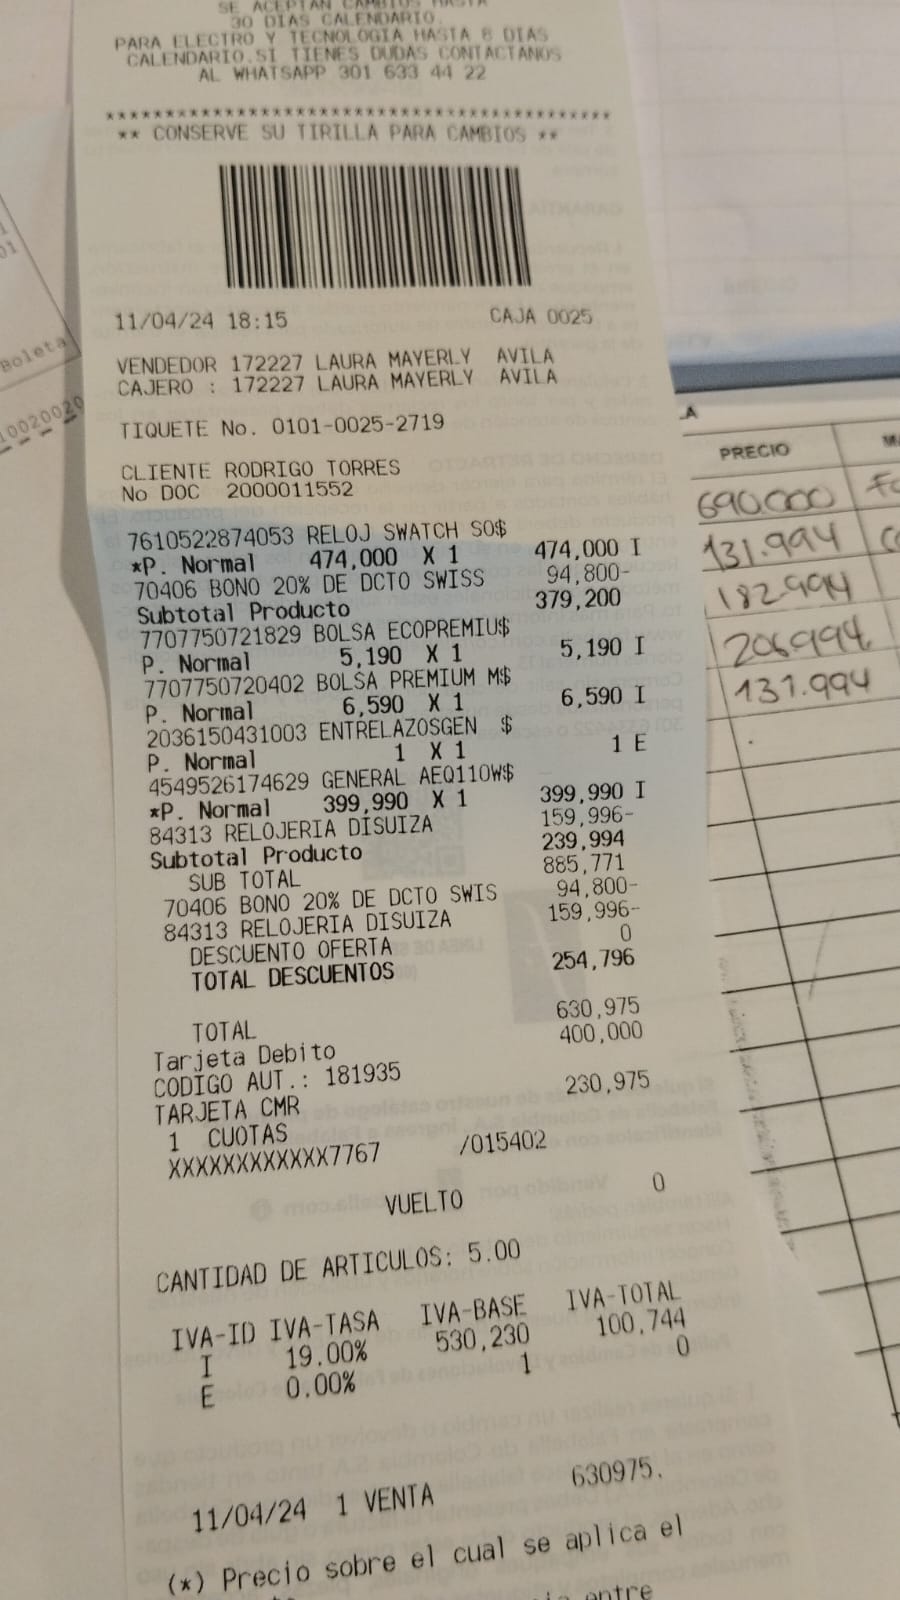 SE ACEPTAN CAMBIOS HASTA
30 DIAS CALENDARIO.
PARA ELECTRO Y TECNOLOGIA HASTA 8 DIAS
CALENDARIO.SI TIENES DUDAS CONTACTANOS
AL WHATSAPP 301 633 44 22
******************************************
** CONSERVE SU TIRILLA PARA CAMBIOS **
11/04/24 18:15 CAJA 0025
VENDEDOR 172227 LAURA MAYERLY AVILA
CAJERO : 172227 LAURA MAYERLY AVILA
TIQUETE No. 0101-0025-2719
CLIENTE RODRIGO TORRES
No DOC 2000011552
7610522874053 RELOJ SWATCH SO$
*P. Normal 474,000 X 1 474,000 I
70406 BONO 20% DE DCTO SWISS 94,800-
Subtotal Producto 379,200
7707750721829 BOLSA ECOPREMIU$
P. Normal 5,190 X 1 5,190 I
7707750720402 BOLSA PREMIUM M$
P. Normal 6,590 X 1 6,590 I
2036150431003 ENTRELAZOSGEN $
P. Normal 1 X 1 1 E
4549526174629 GENERAL AEQ110W$
*P. Normal 399,990 X 1 399,990 I
84313 RELOJERIA DISUIZA 159,996-
Subtotal Producto 239,994
SUB TOTAL 885,771
70406 BONO 20% DE DCTO SWIS 94,800-
84313 RELOJERIA DISUIZA 159,996-
DESCUENTO OFERTA 0
TOTAL DESCUENTOS 254,796
TOTAL 630,975
Tarjeta Debito 400,000
CODIGO AUT.: 181935
TARJETA CMR 230,975
1 CUOTAS
XXXXXXXXXXXX7767 /015402
VUELTO 0
CANTIDAD DE ARTICULOS: 5.00
IVA-ID IVA-TASA IVA-BASE IVA-TOTAL
I 19.00% 530,230 100,744
E 0.00% 1 0
11/04/24 1 VENTA 630975.
(*) Precio sobre el cual se aplica el
entre
Boleta
10020020
PRECIO
690.000
131.994
182.994
206.994
131.994